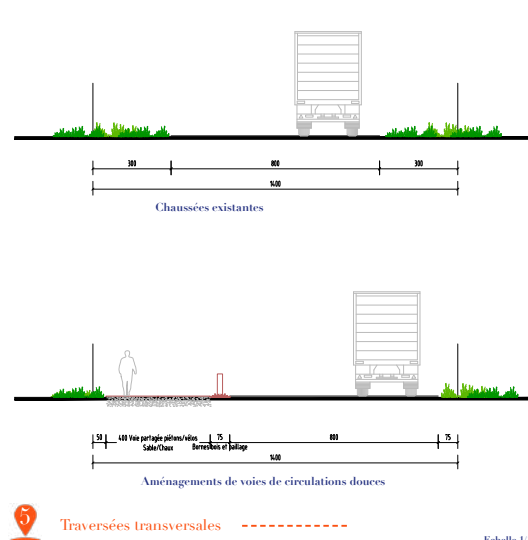 300 800 300
1400
Chaussées existantes
50 400 Voie partagée piétons/vélos 75 800 75
Sable/Chaux Bornes bois et paillage
1400
Aménagements de voies de circulations douces
5
Traversées transversales